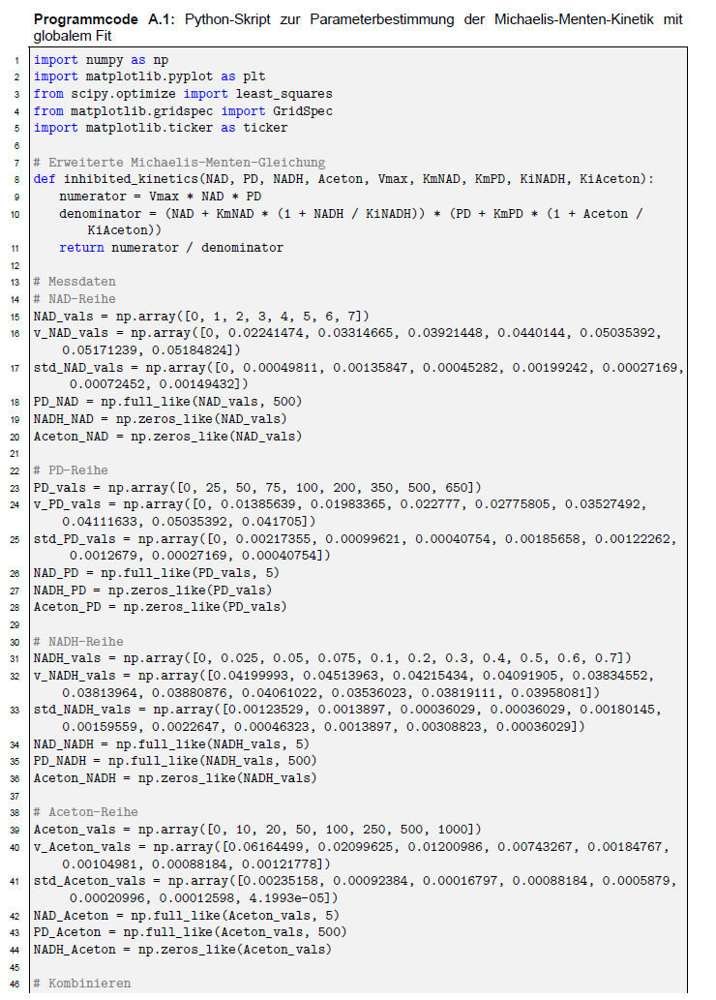 Programmcode A.1: Python-Skript zur Parameterbestimmung der Michaelis-Menten-Kinetik mit
globalem Fit
1 import numpy as np
2 import matplotlib.pyplot as plt
3 from scipy.optimize import least_squares
4 from matplotlib.gridspec import GridSpec
5 import matplotlib.ticker as ticker
6
7 # Erweiterte Michaelis-Menten-Gleichung
8 def inhibited_kinetics(NAD, PD, NADH, Aceton, Vmax, KmNAD, KmPD, KiNADH, KiAceton):
9 numerator = Vmax * NAD * PD
10 denominator = (NAD + KmNAD * (1 + NADH / KiNADH)) * (PD + KmPD * (1 + Aceton /
KiAceton))
11 return numerator / denominator
12
13 # Messdaten
14 # NAD-Reihe
15 NAD_vals = np.array([0, 1, 2, 3, 4, 5, 6, 7])
16 v_NAD_vals = np.array([0, 0.02241474, 0.03314665, 0.03921448, 0.0440144, 0.05035392,
0.05171239, 0.05184824])
17 std_NAD_vals = np.array([0, 0.00049811, 0.00135847, 0.00045282, 0.00199242, 0.00027169,
0.00072452, 0.00149432])
18 PD_NAD = np.full_like(NAD_vals, 500)
19 NADH_NAD = np.zeros_like(NAD_vals)
20 Aceton_NAD = np.zeros_like(NAD_vals)
21
22 # PD-Reihe
23 PD_vals = np.array([0, 25, 50, 75, 100, 200, 350, 500, 650])
24 v_PD_vals = np.array([0, 0.01385639, 0.01983365, 0.022777, 0.02775805, 0.03527492,
0.04111633, 0.05035392, 0.041705])
25 std_PD_vals = np.array([0, 0.00217355, 0.00099621, 0.00040754, 0.00185658, 0.00122262,
0.0012679, 0.00027169, 0.00040754])
26 NAD_PD = np.full_like(PD_vals, 5)
27 NADH_PD = np.zeros_like(PD_vals)
28 Aceton_PD = np.zeros_like(PD_vals)
29
30 # NADH-Reihe
31 NADH_vals = np.array([0, 0.025, 0.05, 0.075, 0.1, 0.2, 0.3, 0.4, 0.5, 0.6, 0.7])
32 v_NADH_vals = np.array([0.04199993, 0.04513963, 0.04215434, 0.04091905, 0.03834552,
0.03813964, 0.03880876, 0.04061022, 0.03536023, 0.03819111, 0.03958081])
33 std_NADH_vals = np.array([0.00123529, 0.0013897, 0.00036029, 0.00036029, 0.00180145,
0.00159559, 0.0022647, 0.00046323, 0.0013897, 0.00308823, 0.00036029])
34 NAD_NADH = np.full_like(NADH_vals, 5)
35 PD_NADH = np.full_like(NADH_vals, 500)
36 Aceton_NADH = np.zeros_like(NADH_vals)
37
38 # Aceton-Reihe
39 Aceton_vals = np.array([0, 10, 20, 50, 100, 250, 500, 1000])
40 v_Aceton_vals = np.array([0.06164499, 0.02099625, 0.01200986, 0.00743267, 0.00184767,
0.00104981, 0.00088184, 0.00121778])
41 std_Aceton_vals = np.array([0.00235158, 0.00092384, 0.00016797, 0.00088184, 0.0005879,
0.00020996, 0.00012598, 4.1993e-05])
42 NAD_Aceton = np.full_like(Aceton_vals, 5)
43 PD_Aceton = np.full_like(Aceton_vals, 500)
44 NADH_Aceton = np.zeros_like(Aceton_vals)
45
46 # Kombinieren